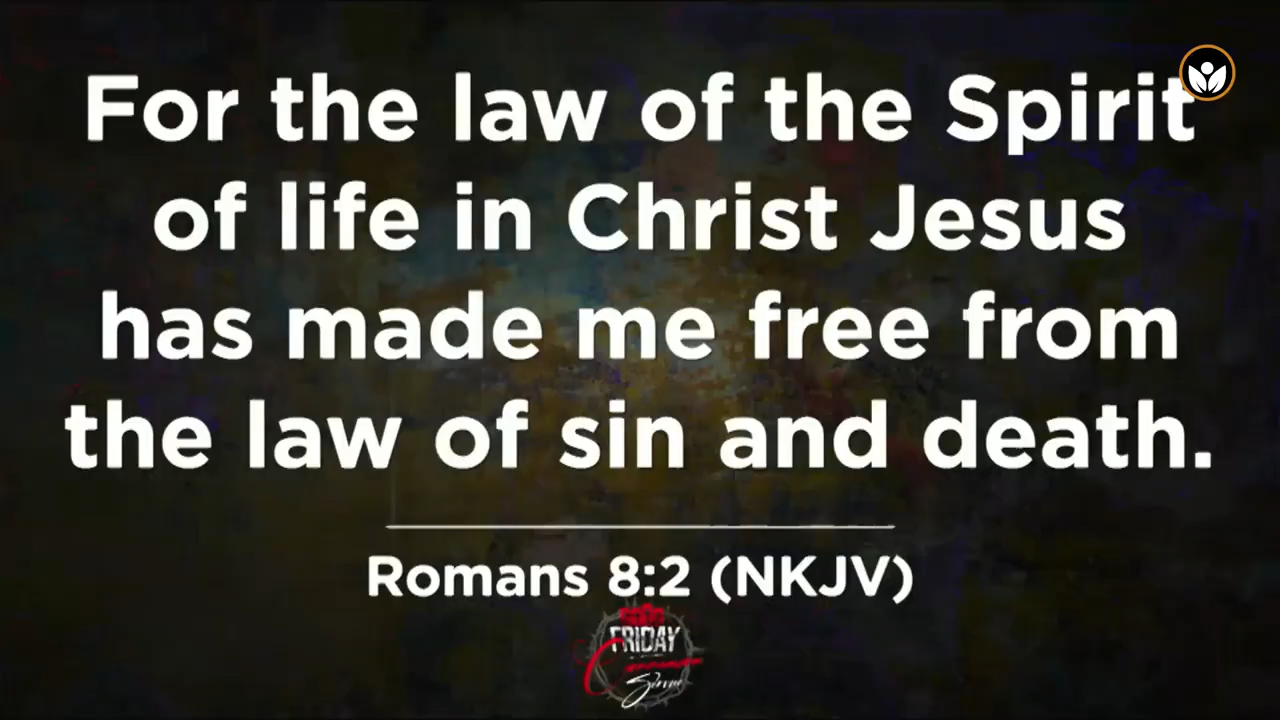 For the law of the Spirit
of life in Christ Jesus
has made me free from
the law of sin and death.
Romans 8:2 (NKJV)
FRIDAY